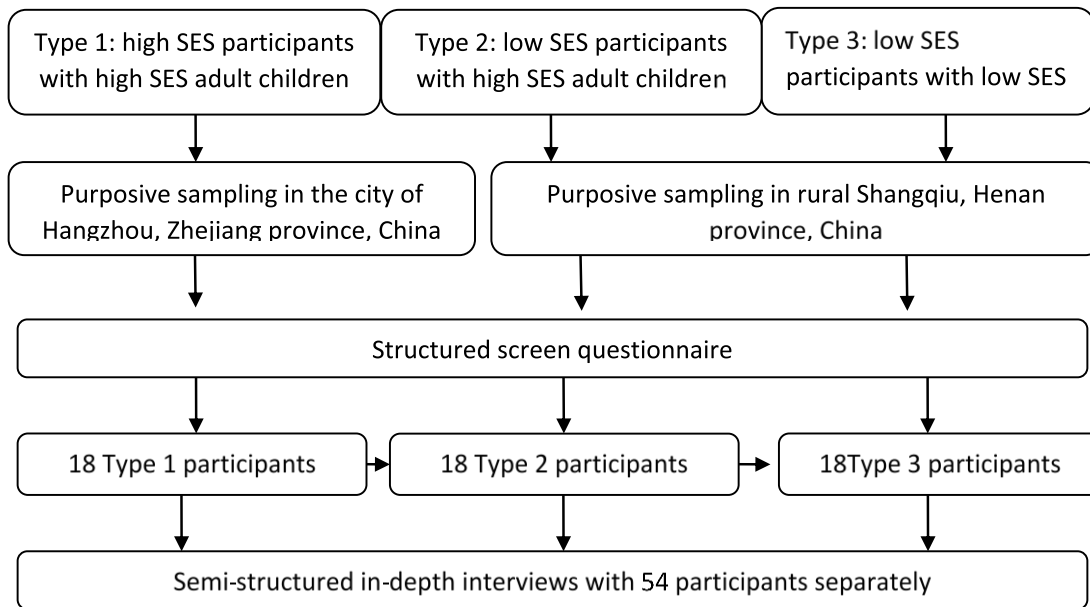 Type 1: high SES participants
with high SES adult children
Type 2: low SES participants
with high SES adult children
Type 3: low SES
participants with low SES
Purposive sampling in the city of
Hangzhou, Zhejiang province, China
Purposive sampling in rural Shangqiu, Henan
province, China
Structured screen questionnaire
18 Type 1 participants
18 Type 2 participants
18Type 3 participants
Semi-structured in-depth interviews with 54 participants separately